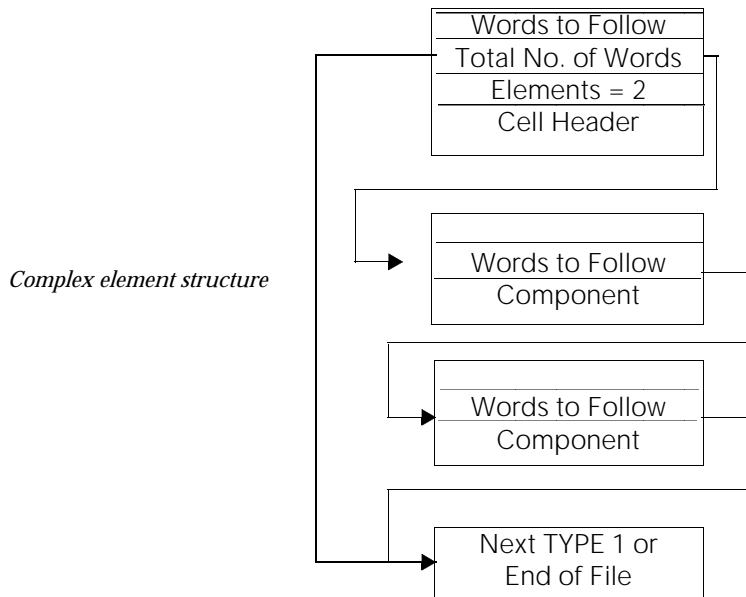 Words to Follow
Total No. of Words
Elements = 2
Cell Header
Complex element structure
Words to Follow
Component
Words to Follow
Component
Next TYPE 1 or
End of File